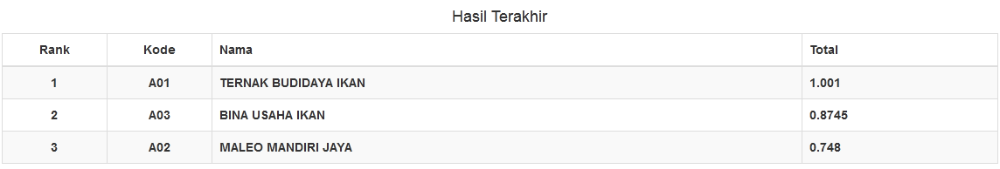 Hasil Terakhir
Rank Kode Nama Total
1 A01 TERNAK BUDIDAYA IKAN 1.001
2 A03 BINA USAHA IKAN 0.8745
3 A02 MALEO MANDIRI JAYA 0.748